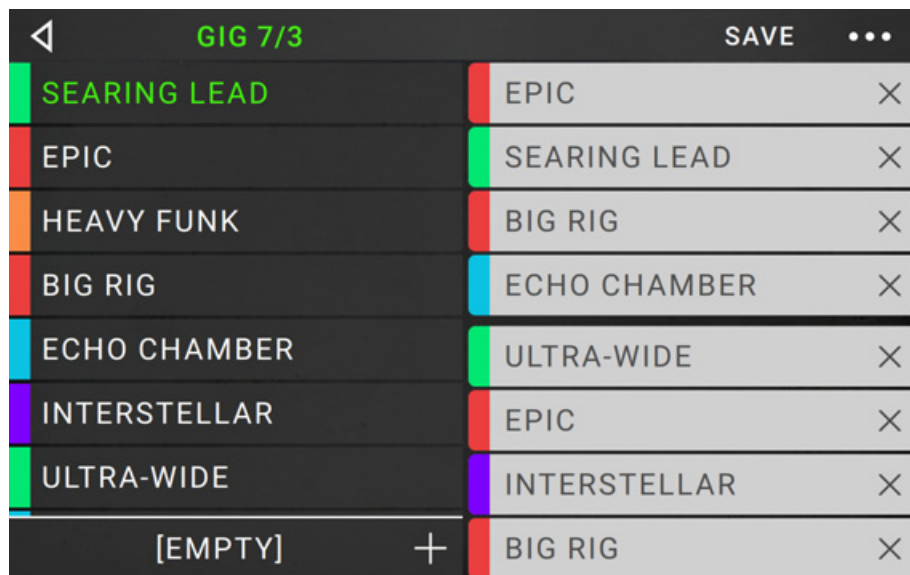 GIG 7/3
SAVE
SEARING LEAD
EPIC
HEAVY FUNK
BIG RIG
ECHO CHAMBER
INTERSTELLAR
ULTRA-WIDE
[EMPTY]
EPIC
SEARING LEAD
BIG RIG
ECHO CHAMBER
ULTRA-WIDE
EPIC
INTERSTELLAR
BIG RIG